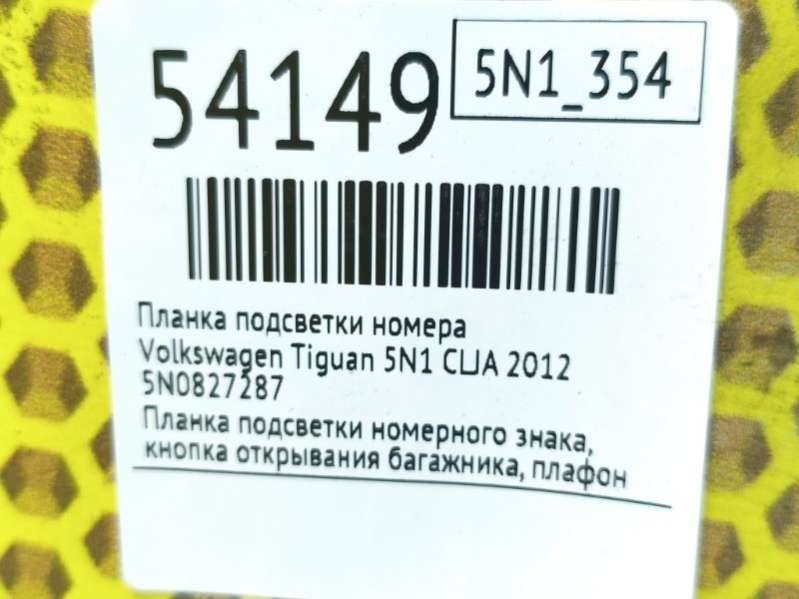 54149
5N1_354
Планка подсветки номера
Volkswagen Tiguan 5N1 CLJA 2012
5N0827287
Планка подсветки номерного знака,
кнопка открывания багажника, плафон